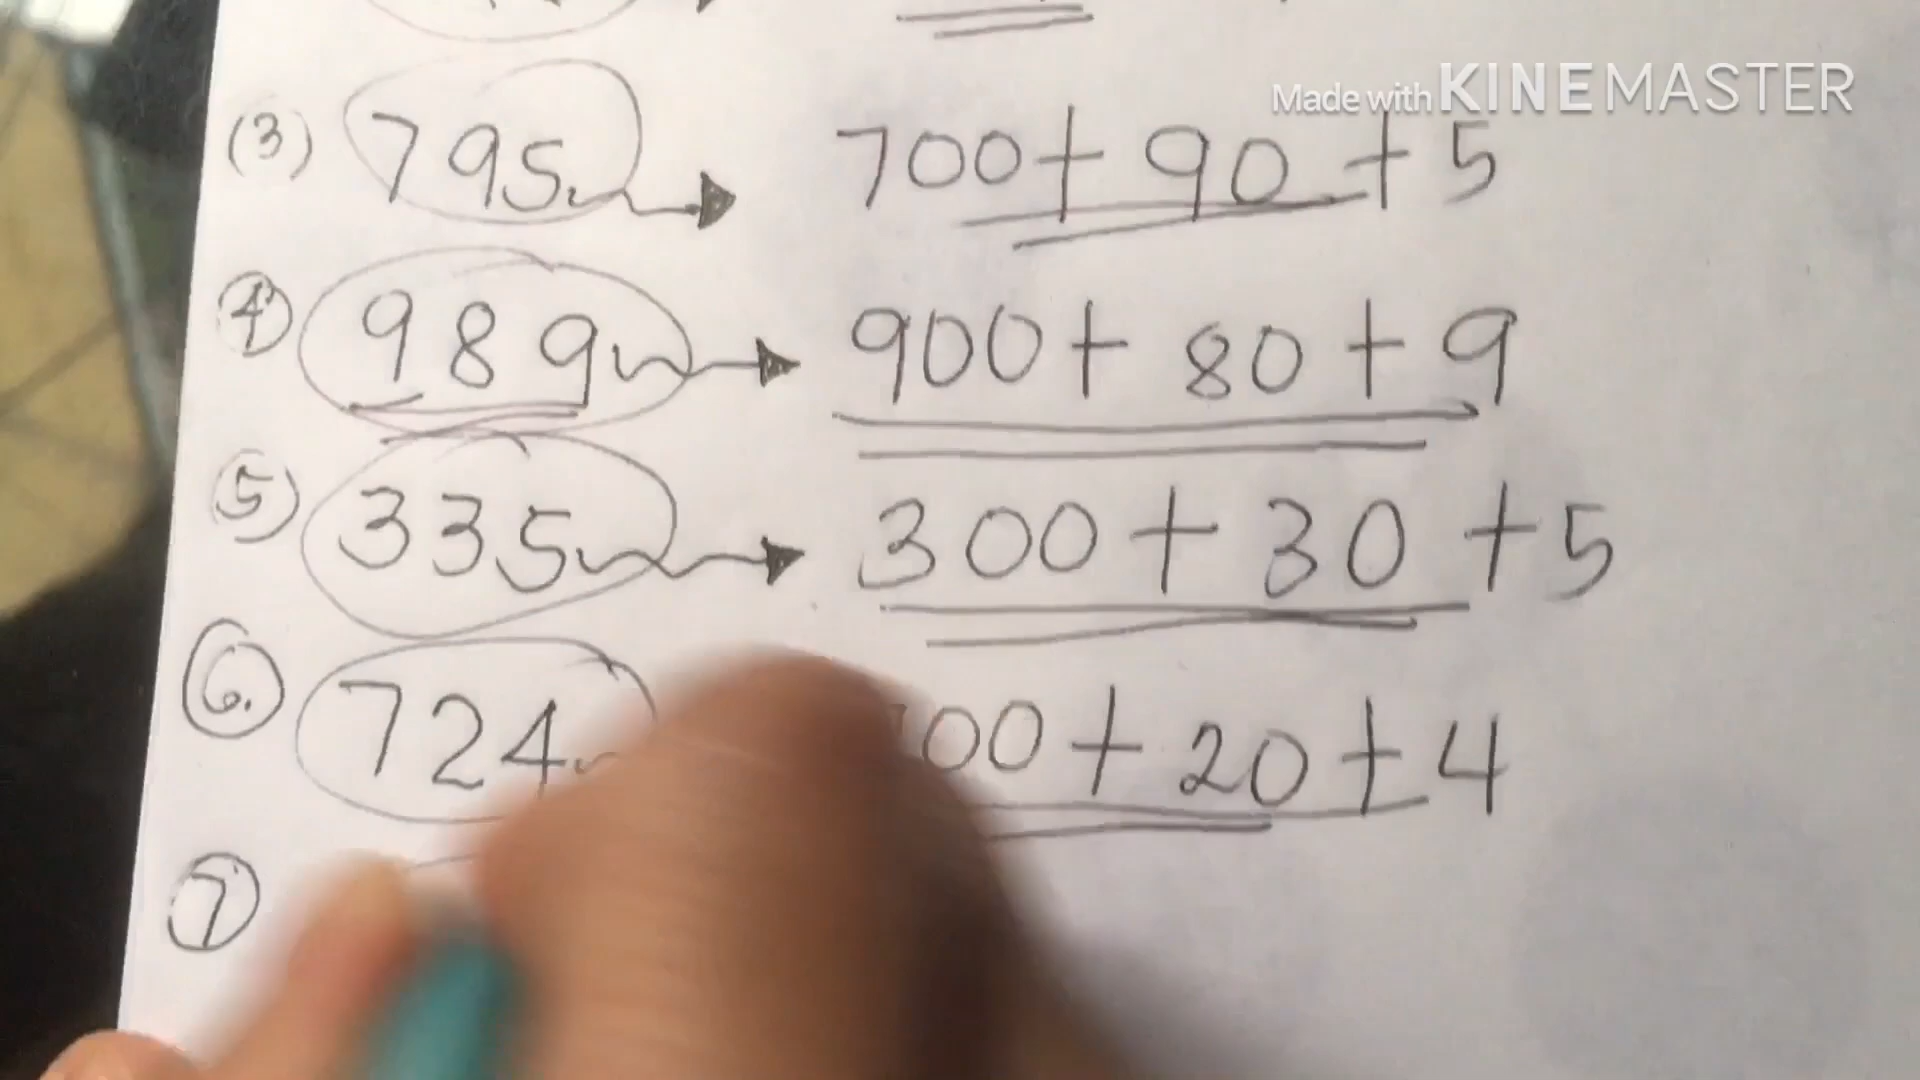 Made with KINEMASTER
(3) 795 → 700 + 90 + 5
④ 989 → 900 + 80 + 9
⑤ 335 → 300 + 30 + 5
⑥ 724 00 + 20 + 4
⑦